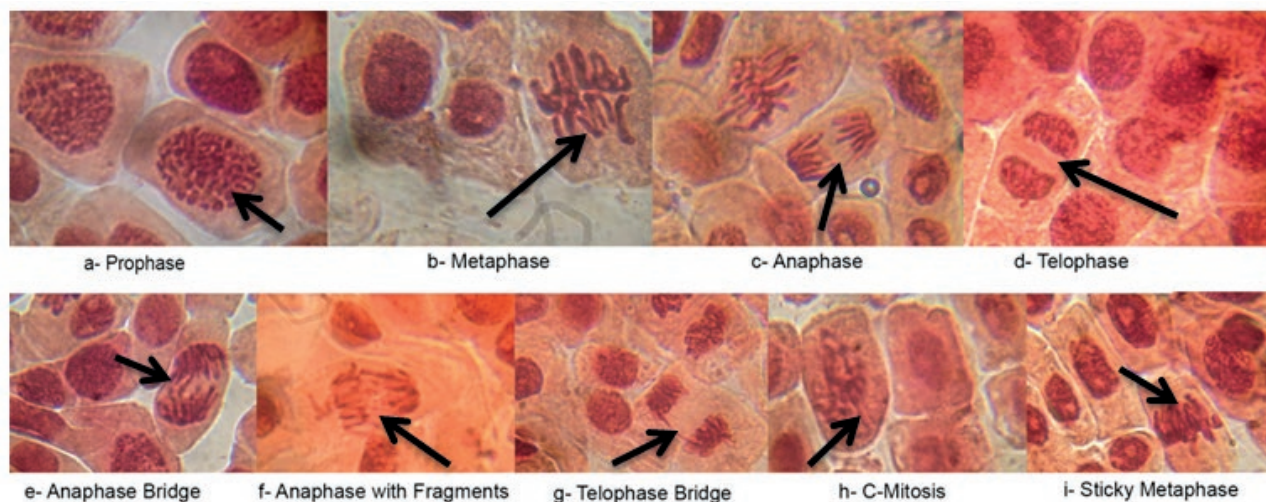 a- Prophase
b- Metaphase
c- Anaphase
d- Telophase
e- Anaphase Bridge
f- Anaphase with Fragments
g- Telophase Bridge
h- C-Mitosis
i- Sticky Metaphase